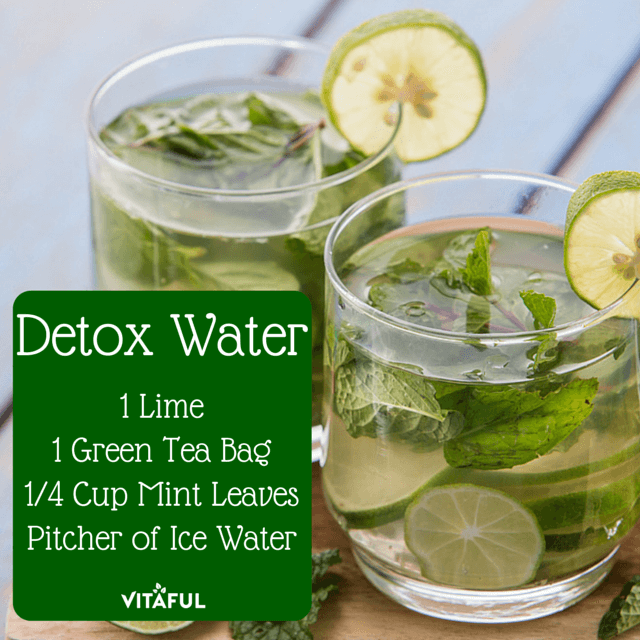 Detox Water
1 Lime
1 Green Tea Bag
1/4 Cup Mint Leaves
Pitcher of Ice Water
VITAFUL